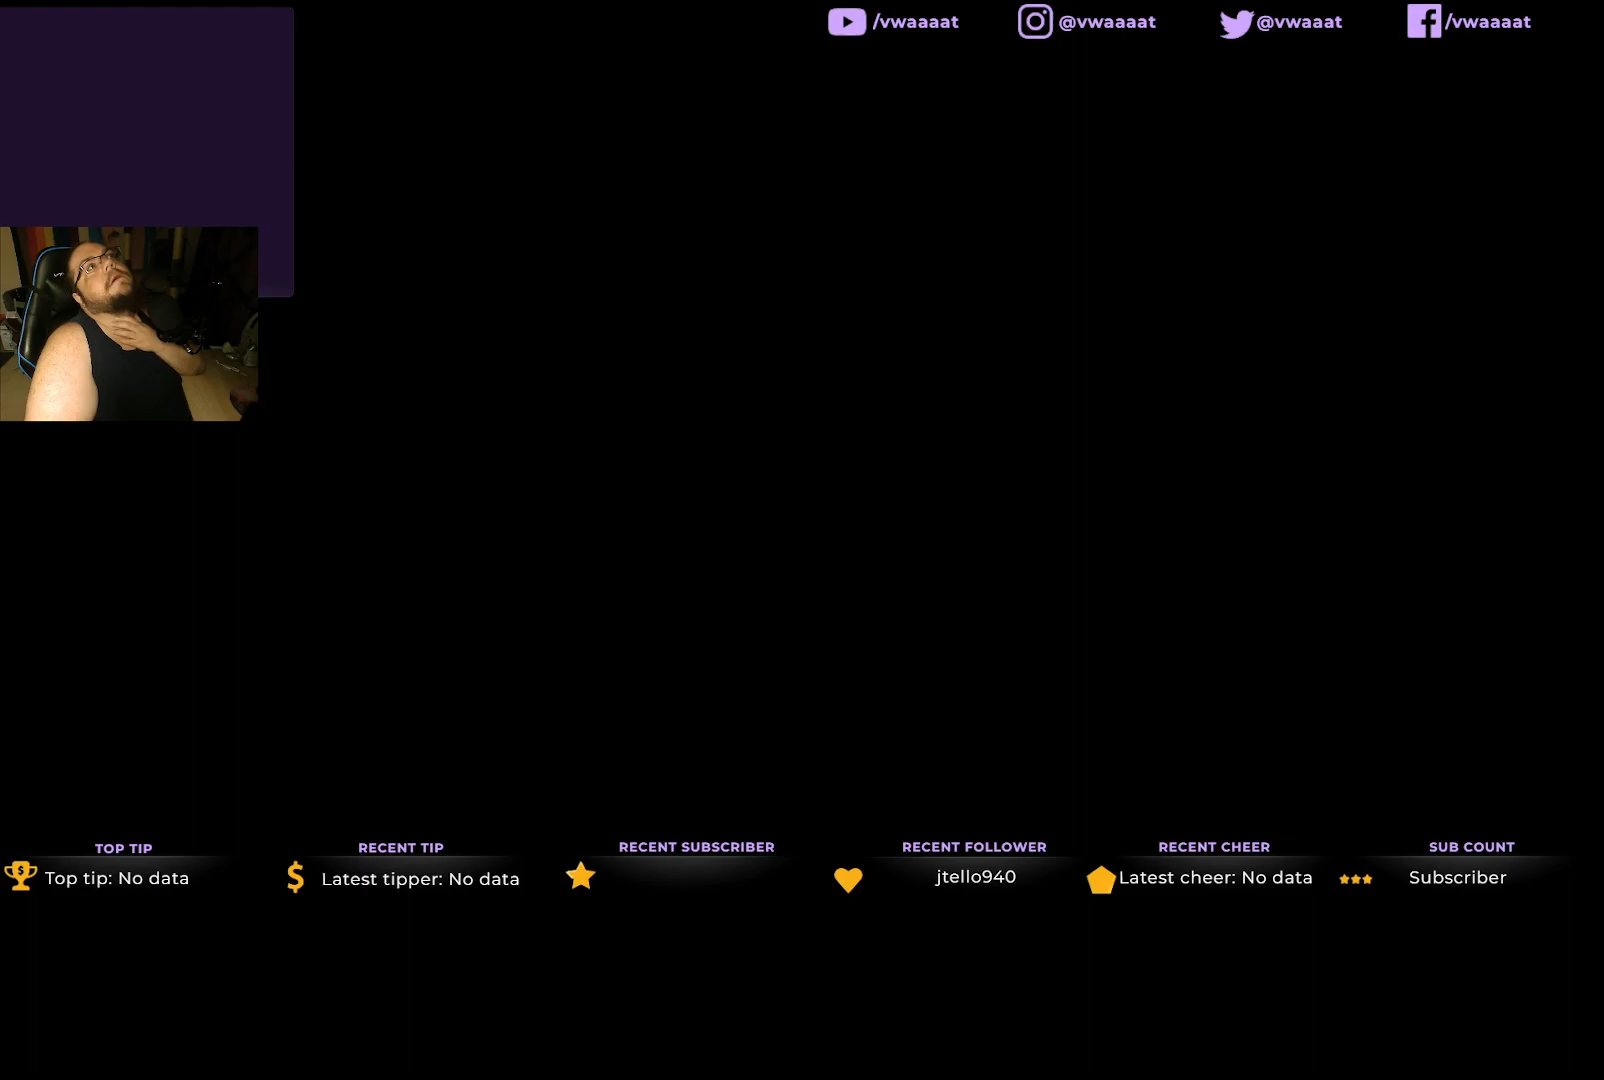 /vwaaaat @vwaaaat @vwaaat /vwaaaat
TOP TIP
Top tip: No data
RECENT TIP
Latest tipper: No data
RECENT SUBSCRIBER
RECENT FOLLOWER
jtello940
RECENT CHEER
Latest cheer: No data
SUB COUNT
Subscriber